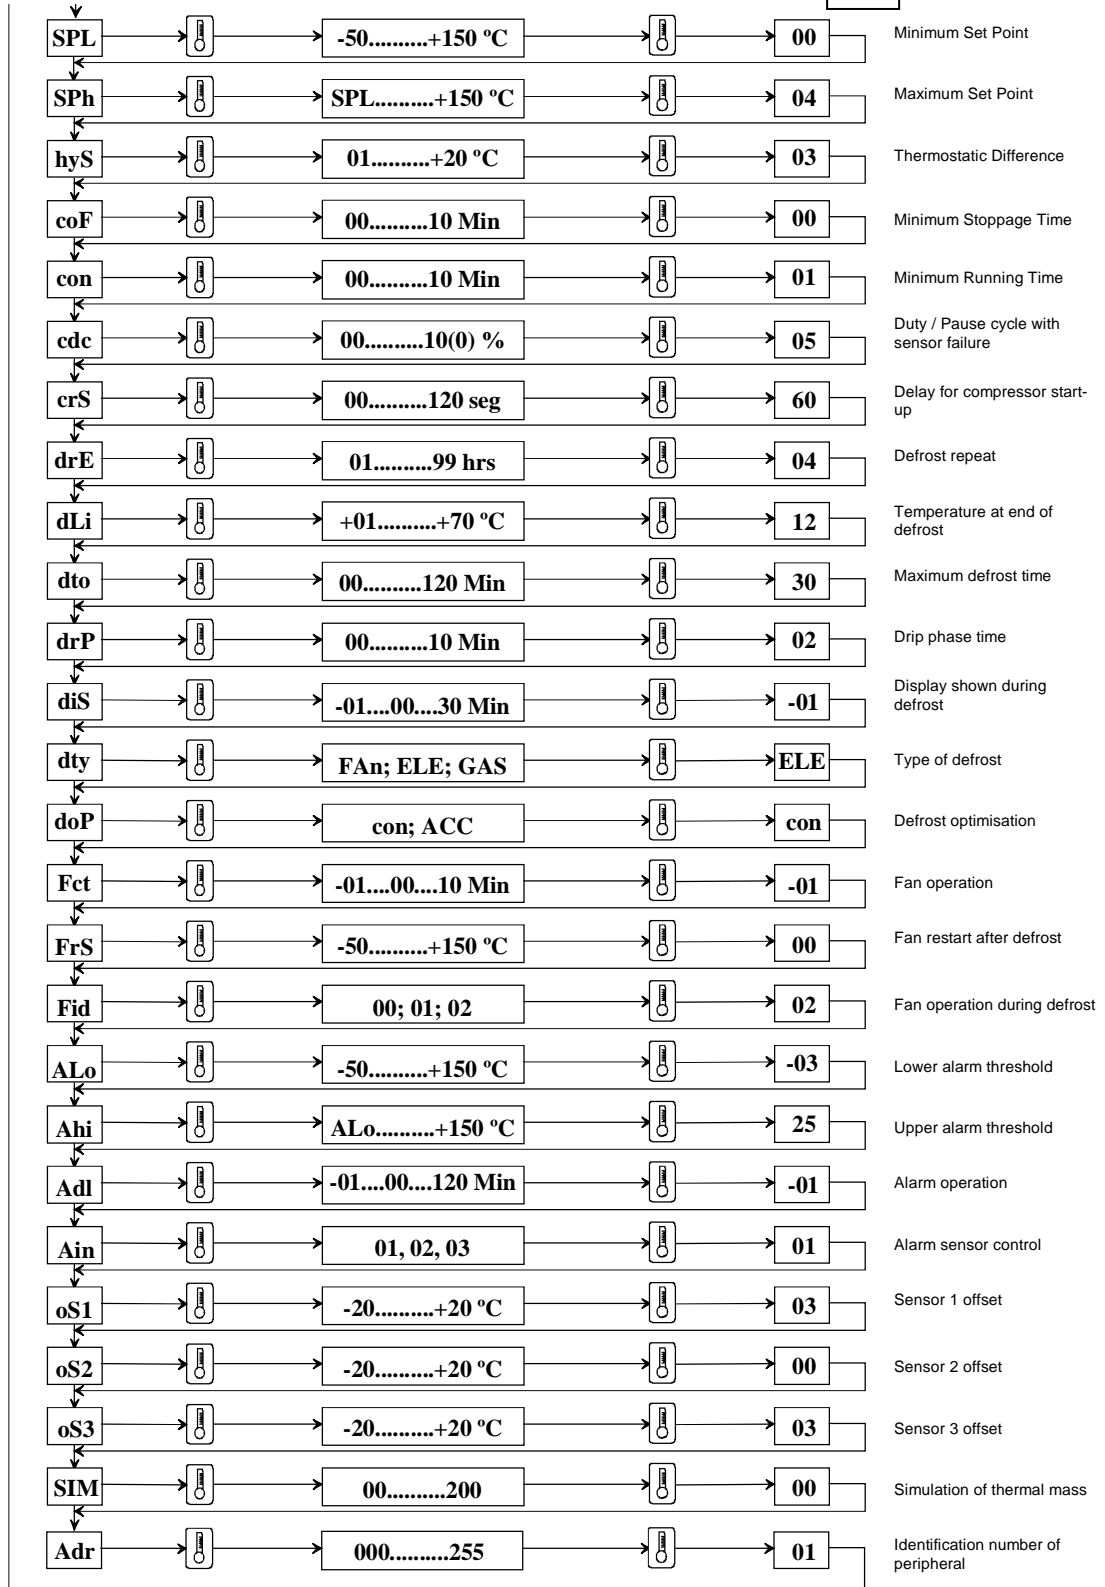 SPL -50..........+150 ºC 00 Minimum Set Point
SPh SPL..........+150 ºC 04 Maximum Set Point
hyS 01..........+20 ºC 03 Thermostatic Difference
coF 00..........10 Min 00 Minimum Stoppage Time
con 00..........10 Min 01 Minimum Running Time
cdc 00..........10(0) % 05 Duty / Pause cycle with
sensor failure
crS 00..........120 seg 60 Delay for compressor start-
up
drE 01..........99 hrs 04 Defrost repeat
dLi +01..........+70 ºC 12 Temperature at end of
defrost
dto 00..........120 Min 30 Maximum defrost time
drP 00..........10 Min 02 Drip phase time
diS -01....00....30 Min -01 Display shown during
defrost
dty FAn; ELE; GAS ELE Type of defrost
doP con; ACC con Defrost optimisation
Fct -01....00....10 Min -01 Fan operation
FrS -50..........+150 ºC 00 Fan restart after defrost
Fid 00; 01; 02 02 Fan operation during defrost
ALo -50..........+150 ºC -03 Lower alarm threshold
Ahi ALo..........+150 ºC 25 Upper alarm threshold
Adl -01....00....120 Min -01 Alarm operation
Ain 01, 02, 03 01 Alarm sensor control
oS1 -20..........+20 ºC 03 Sensor 1 offset
oS2 -20..........+20 ºC 00 Sensor 2 offset
oS3 -20..........+20 ºC 03 Sensor 3 offset
SIM 00..........200 00 Simulation of thermal mass
Adr 000..........255 01 Identification number of
peripheral